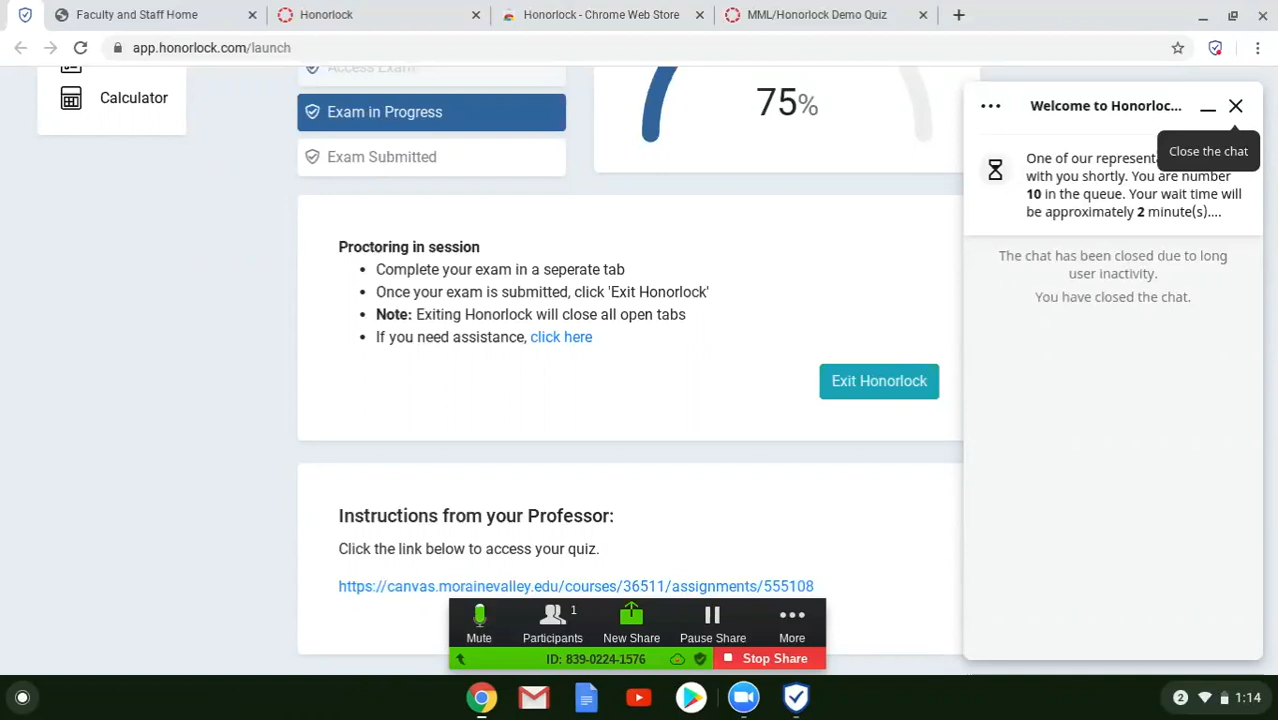 Faculty and Staff Home
Honorlock
Honorlock - Chrome Web Store
MML/Honorlock Demo Quiz
app.honorlock.com/launch
Calculator
Access Exam
Exam in Progress
Exam Submitted
75%
Proctoring in session
• Complete your exam in a seperate tab
• Once your exam is submitted, click 'Exit Honorlock'
• Note: Exiting Honorlock will close all open tabs
• If you need assistance, click here
Exit Honorlock
Instructions from your Professor:
Click the link below to access your quiz.
https://canvas.morainevalley.edu/courses/36511/assignments/555108
Welcome to Honorloc...
Close the chat
One of our represent
with you shortly. You are number
10 in the queue. Your wait time will
be approximately 2 minute(s)....
The chat has been closed due to long
user inactivity.
You have closed the chat.
1
Mute
Participants
New Share
Pause Share
More
ID: 839-0224-1576
Stop Share
2
1:14